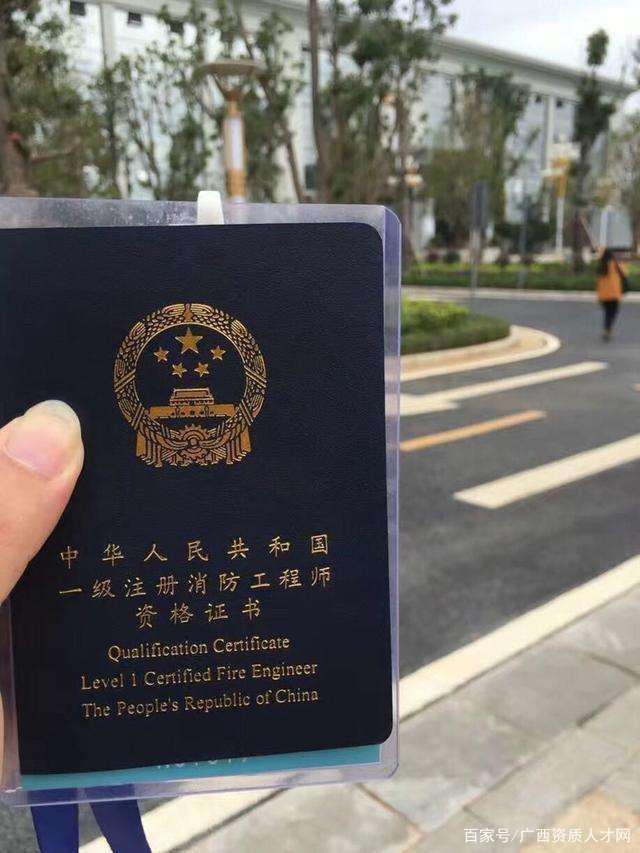 中华人民共和国
一级注册消防工程师
资格证书
Qualification Certificate
Level 1 Certified Fire Engineer
The People's Republic of China
百家号/广西资质人才网